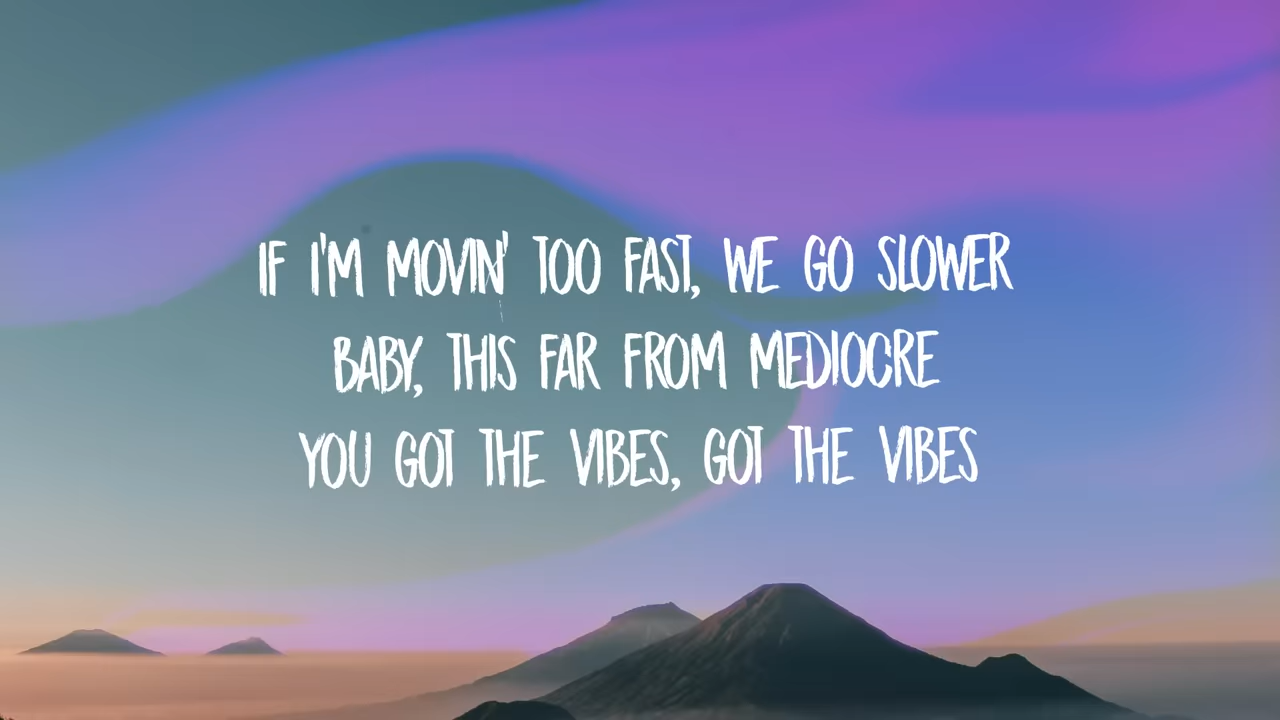 IF I'M MOVIN' TOO FAST, WE GO SLOWER
BABY, THIS FAR FROM MEDIOCRE
YOU GOT THE VIBES, GOT THE VIBES